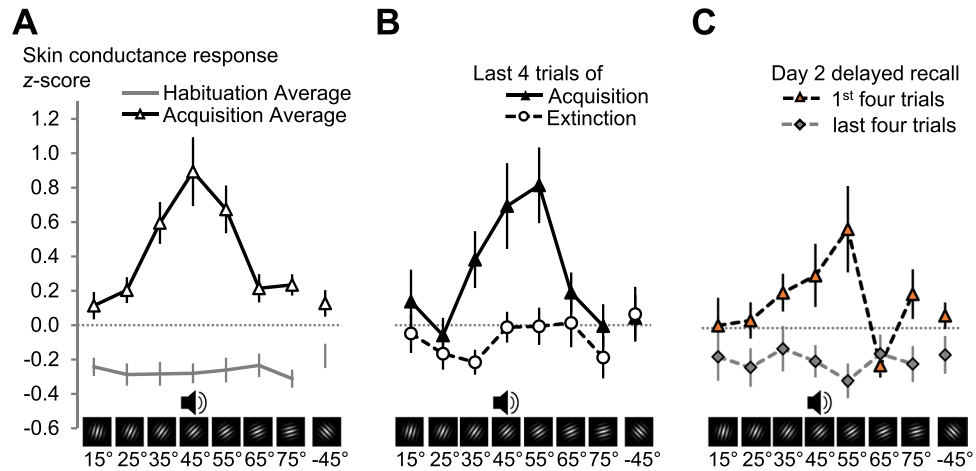 A
Skin conductance response
z-score
Habituation Average
Acquisition Average
1.2
1.0
0.8
0.6
0.4
0.2
0.0
-0.2
-0.4
-0.6
15° 25° 35° 45° 55° 65° 75° -45°
B
Last 4 trials of
Acquisition
Extinction
15° 25° 35° 45° 55° 65° 75° -45°
C
Day 2 delayed recall
1st four trials
last four trials
15° 25° 35° 45° 55° 65° 75° -45°